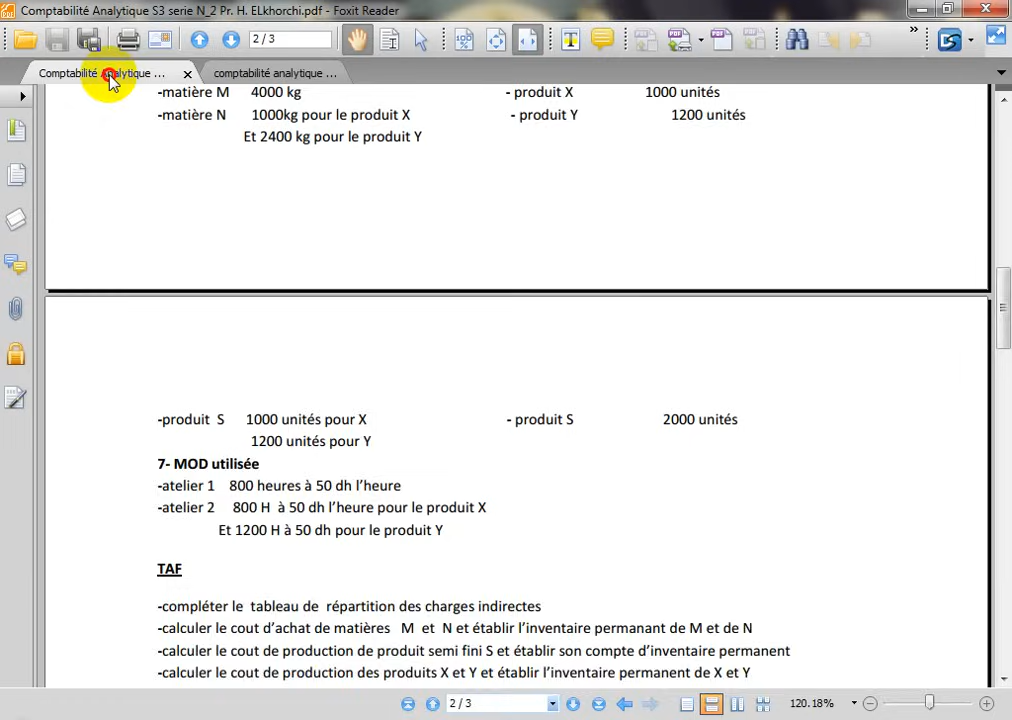 Comptabilité Analytique S3 serie N_2 Pr. H. ELkhorchi.pdf - Foxit Reader
2 / 3
Comptabilité Analytique ...
comptabilité analytique ...
-matière M 4000 kg - produit X 1000 unités
-matière N 1000kg pour le produit X - produit Y 1200 unités
Et 2400 kg pour le produit Y
-produit S 1000 unités pour X - produit S 2000 unités
1200 unités pour Y
7- MOD utilisée
-atelier 1 800 heures à 50 dh l’heure
-atelier 2 800 H à 50 dh l’heure pour le produit X
Et 1200 H à 50 dh pour le produit Y
TAF
-compléter le tableau de répartition des charges indirectes
-calculer le cout d’achat de matières M et N et établir l’inventaire permanant de M et de N
-calculer le cout de production de produit semi fini S et établir son compte d’inventaire permanent
-calculer le cout de production des produits X et Y et établir l’inventaire permanent de X et Y
2 / 3
120.18%